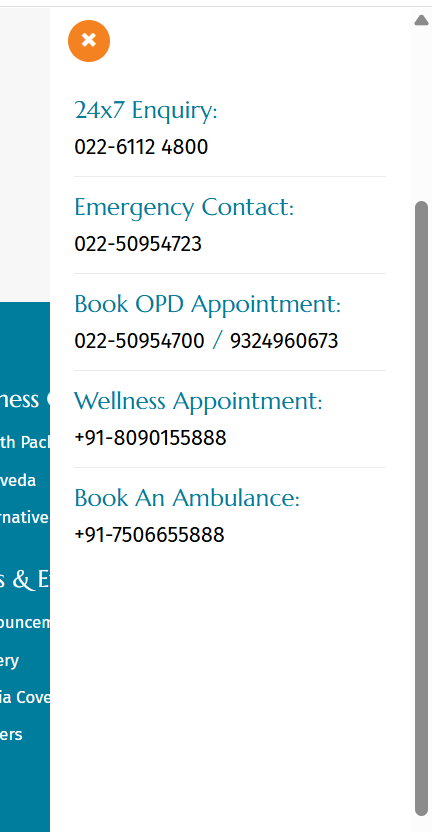 24x7 Enquiry:
022-6112 4800
Emergency Contact:
022-50954723
Book OPD Appointment:
022-50954700 / 9324960673
Wellness Appointment:
+91-8090155888
Book An Ambulance:
+91-7506655888
ness
th Pac
veda
rnative
s & E
ouncem
ery
ia Cove
ers